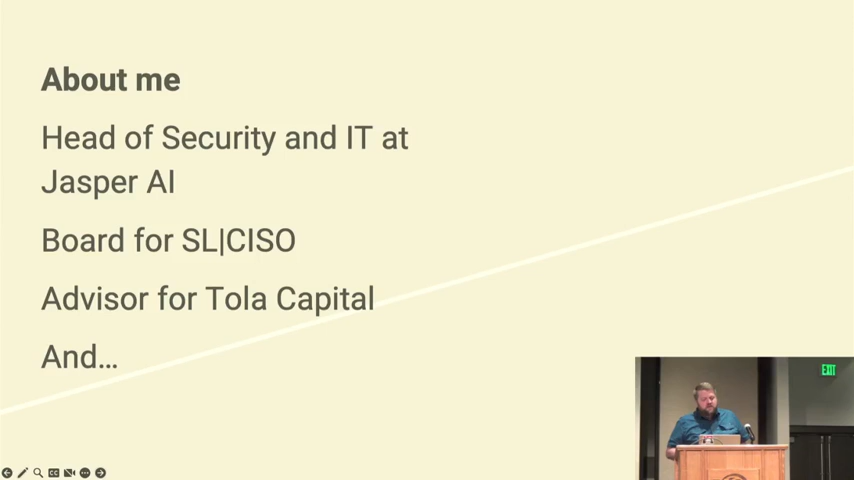 About me
Head of Security and IT at
Jasper AI
Board for SL|CISO
Advisor for Tola Capital
And...
EXIT
CC